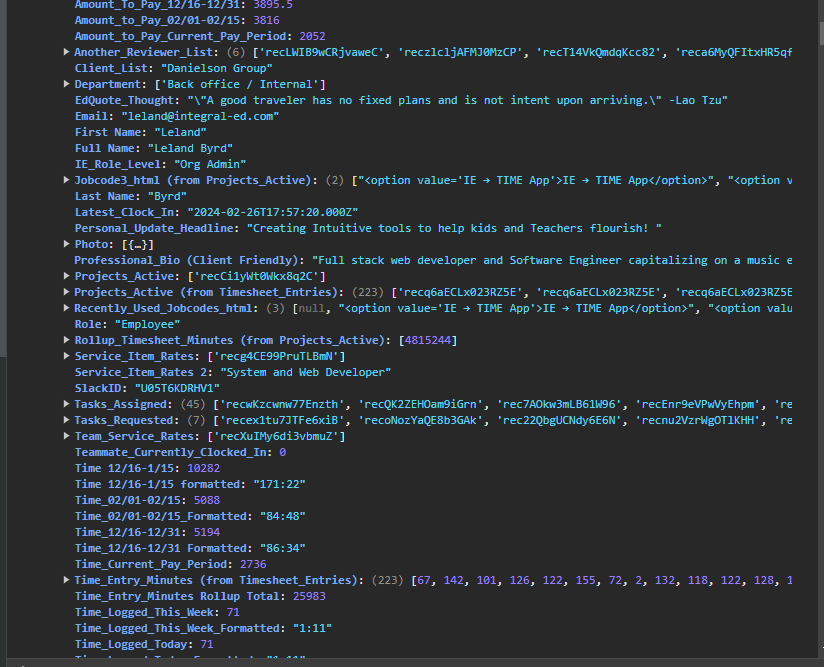 Amount_to_Pay_12/16-12/31: 3895.5
Amount_to_Pay_02/01-02/15: 3816
Amount_to_Pay_Current_Pay_Period: 2052
Another_Reviewer_List: (6) ['recLWIB9wCRjvaweC', 'reczlcljAFMJ0MzCP', 'recT14VkQmdqKcc82', 'reca6MyQFItxHR5qf
Client_List: "Danielson Group"
Department: ['Back office / Internal']
EdQuote_Thought: "\"A good traveler has no fixed plans and is not intent upon arriving.\" -Lao Tzu"
Email: "leland@integral-ed.com"
First Name: "Leland"
Full Name: "Leland Byrd"
IE_Role_Level: "Org Admin"
Jobcode3_html (from Projects_Active): (2) ["<option value='IE → TIME App'>IE → TIME App</option>", "<option v
Last Name: "Byrd"
Latest_Clock_In: "2024-02-26T17:57:20.000Z"
Personal_Update_Headline: "Creating Intuitive tools to help kids and Teachers flourish! "
Photo: [{…}]
Professional_Bio (Client Friendly): "Full stack web developer and Software Engineer capitalizing on a music e
Projects_Active: ['recCi1yWt0Wkx8q2C']
Projects_Active (from Timesheet_Entries): (223) ['recq6aECLx023RZ5E', 'recq6aECLx023RZ5E', 'recq6aECLx023RZ5E
Recently_Used_Jobcodes_html: (3) [null, "<option value='IE → TIME App'>IE → TIME App</option>", "<option valu
Role: "Employee"
Rollup_Timesheet_Minutes (from Projects_Active): [4815244]
Service_Item_Rates: ['recg4CE99PruTLBmN']
Service_Item_Rates 2: "System and Web Developer"
SlackID: "U05T6KDRHV1"
Tasks_Assigned: (45) ['recwKzcwnw77Enzth', 'recQK2ZEHOam9iGrn', 'rec7AOkw3mLB61W96', 'recEnr9eVPwVyEhpm', 're
Tasks_Requested: (7) ['recex1tu7JTFe6xiB', 'recoNozYaQE8b3GAk', 'rec22QbgUCNdy6E6N', 'recnu2VzrWgOTlKHH', 're
Team_Service_Rates: ['recXuIMy6di3vbmuZ']
Teammate_Currently_Clocked_In: 0
Time 12/16-1/15: 10282
Time 12/16-1/15 formatted: "171:22"
Time_02/01-02/15: 5088
Time_02/01-02/15_Formatted: "84:48"
Time_12/16-12/31: 5194
Time_12/16-12/31 Formatted: "86:34"
Time_Current_Pay_Period: 2736
Time_Entry_Minutes (from Timesheet_Entries): (223) [67, 142, 101, 126, 122, 155, 72, 2, 132, 118, 122, 128, 1
Time_Entry_Minutes Rollup Total: 25983
Time_Logged_This_Week: 71
Time_Logged_This_Week_Formatted: "1:11"
Time_Logged_Today: 71